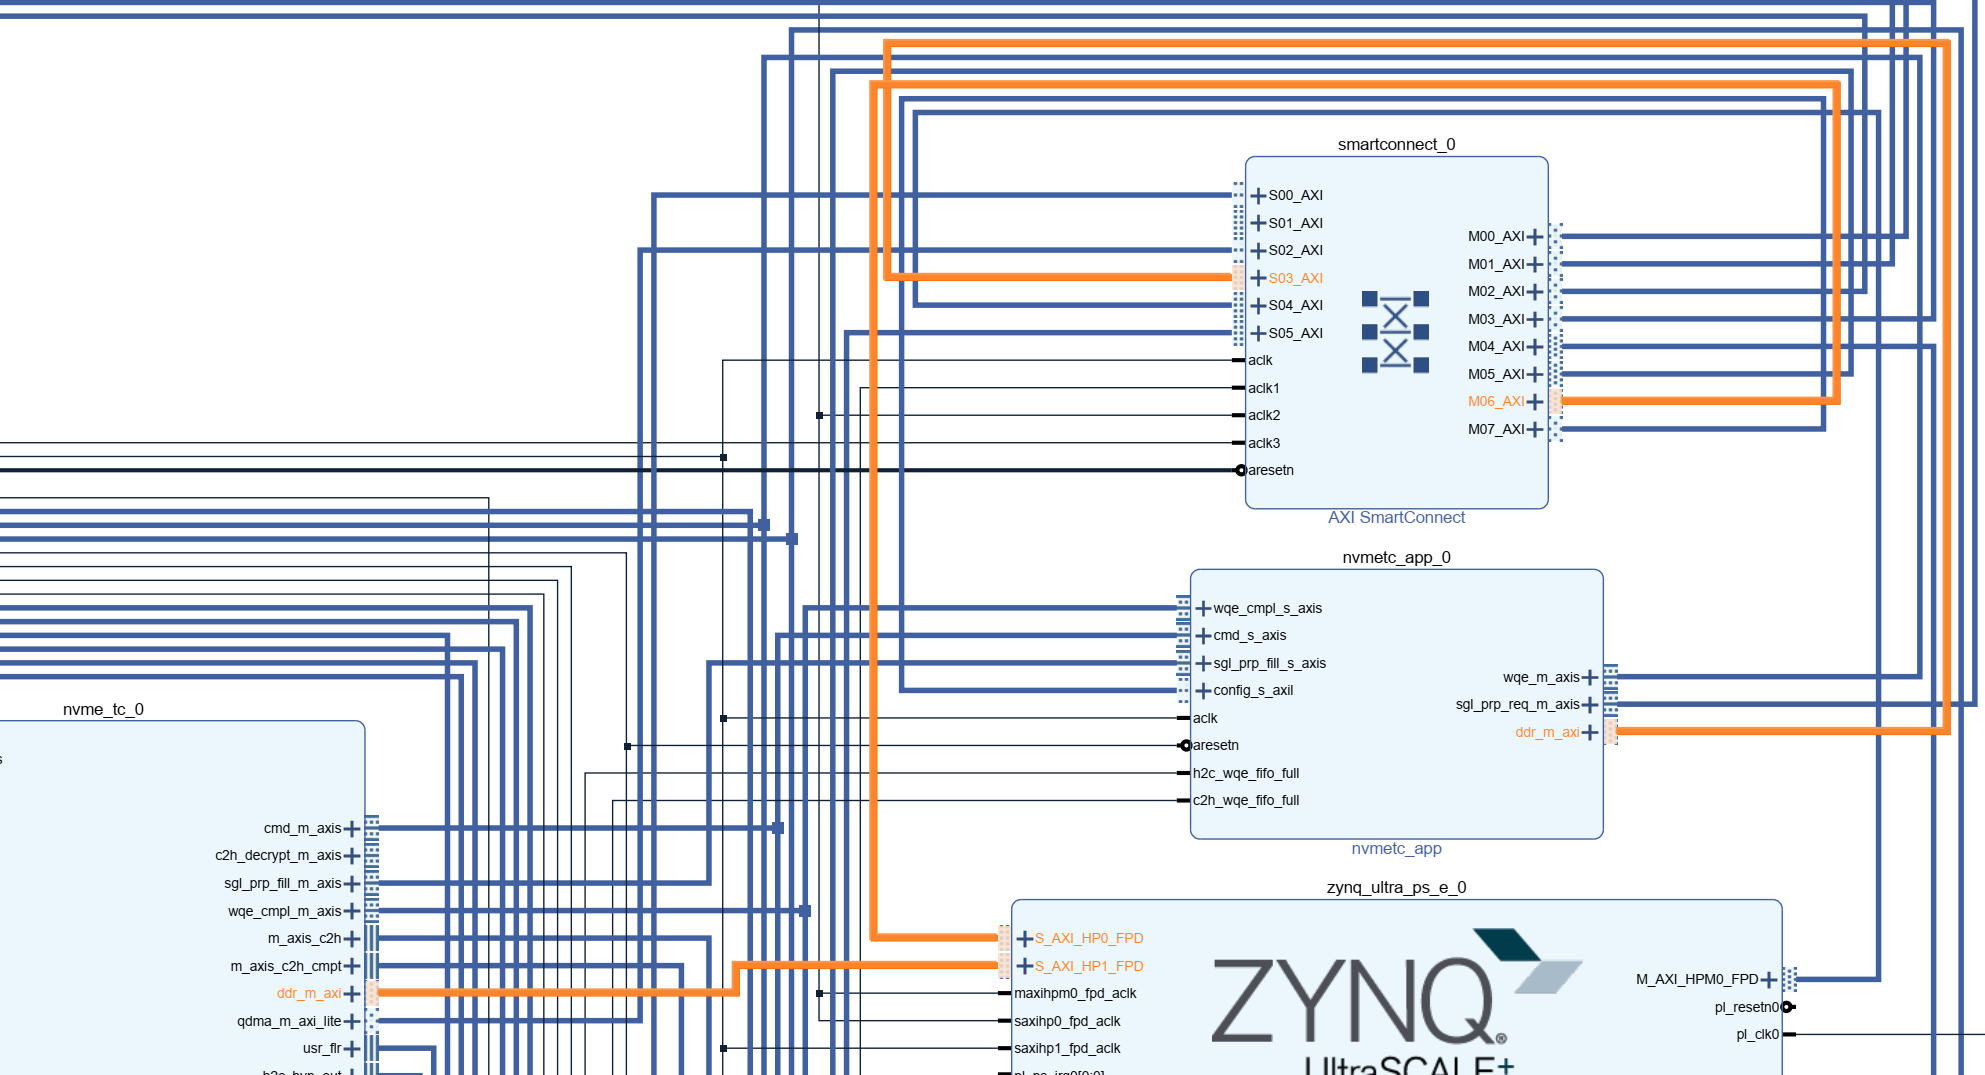 smartconnect_0
S00_AXI
S01_AXI
S02_AXI
S03_AXI
S04_AXI
S05_AXI
aclk
aclk1
aclk2
aclk3
aresetn
M00_AXI
M01_AXI
M02_AXI
M03_AXI
M04_AXI
M05_AXI
M06_AXI
M07_AXI
AXI SmartConnect
nvmetc_app_0
wqe_cmpl_s_axis
cmd_s_axis
sgl_prp_fill_s_axis
config_s_axil
aclk
aresetn
h2c_wqe_fifo_full
c2h_wqe_fifo_full
wqe_m_axis
sgl_prp_req_m_axis
ddr_m_axi
nvmetc_app
nvme_tc_0
cmd_m_axis
c2h_decrypt_m_axis
sgl_prp_fill_m_axis
wqe_cmpl_m_axis
m_axis_c2h
m_axis_c2h_cmpt
ddr_m_axi
qdma_m_axi_lite
usr_flr
zynq_ultra_ps_e_0
S_AXI_HP0_FPD
S_AXI_HP1_FPD
maxihpm0_fpd_aclk
saxihp0_fpd_aclk
saxihp1_fpd_aclk
ZYNQ®
UltraSCALE+
M_AXI_HPM0_FPD
pl_resetn0
pl_clk0